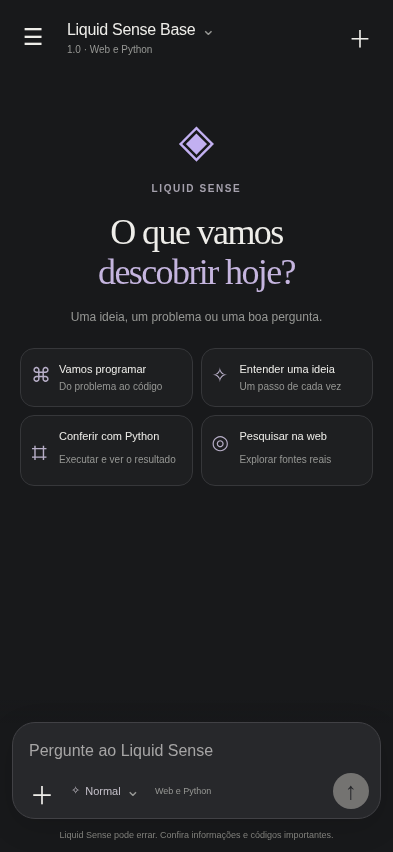 Liquid Sense Base
1.0 · Web e Python
LIQUID SENSE
O que vamos
descobrir hoje?
Uma ideia, um problema ou uma boa pergunta.
Vamos programar
Do problema ao código
Entender uma ideia
Um passo de cada vez
Conferir com Python
Executar e ver o resultado
Pesquisar na web
Explorar fontes reais
Pergunte ao Liquid Sense
Normal
Web e Python
Liquid Sense pode errar. Confira informações e códigos importantes.